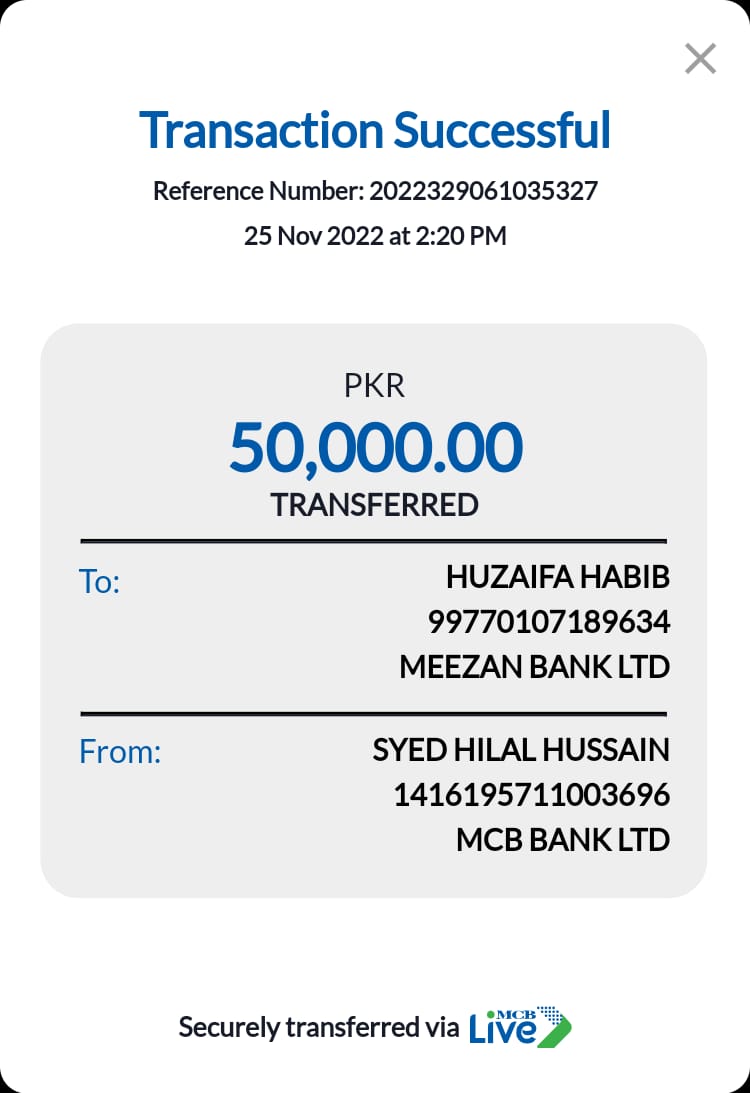 Transaction Successful
Reference Number: 2022329061035327
25 Nov 2022 at 2:20 PM
PKR
50,000.00
TRANSFERRED
To:
HUZAIFA HABIB
99770107189634
MEEZAN BANK LTD
From:
SYED HILAL HUSSAIN
1416195711003696
MCB BANK LTD
Securely transferred via MCB Live